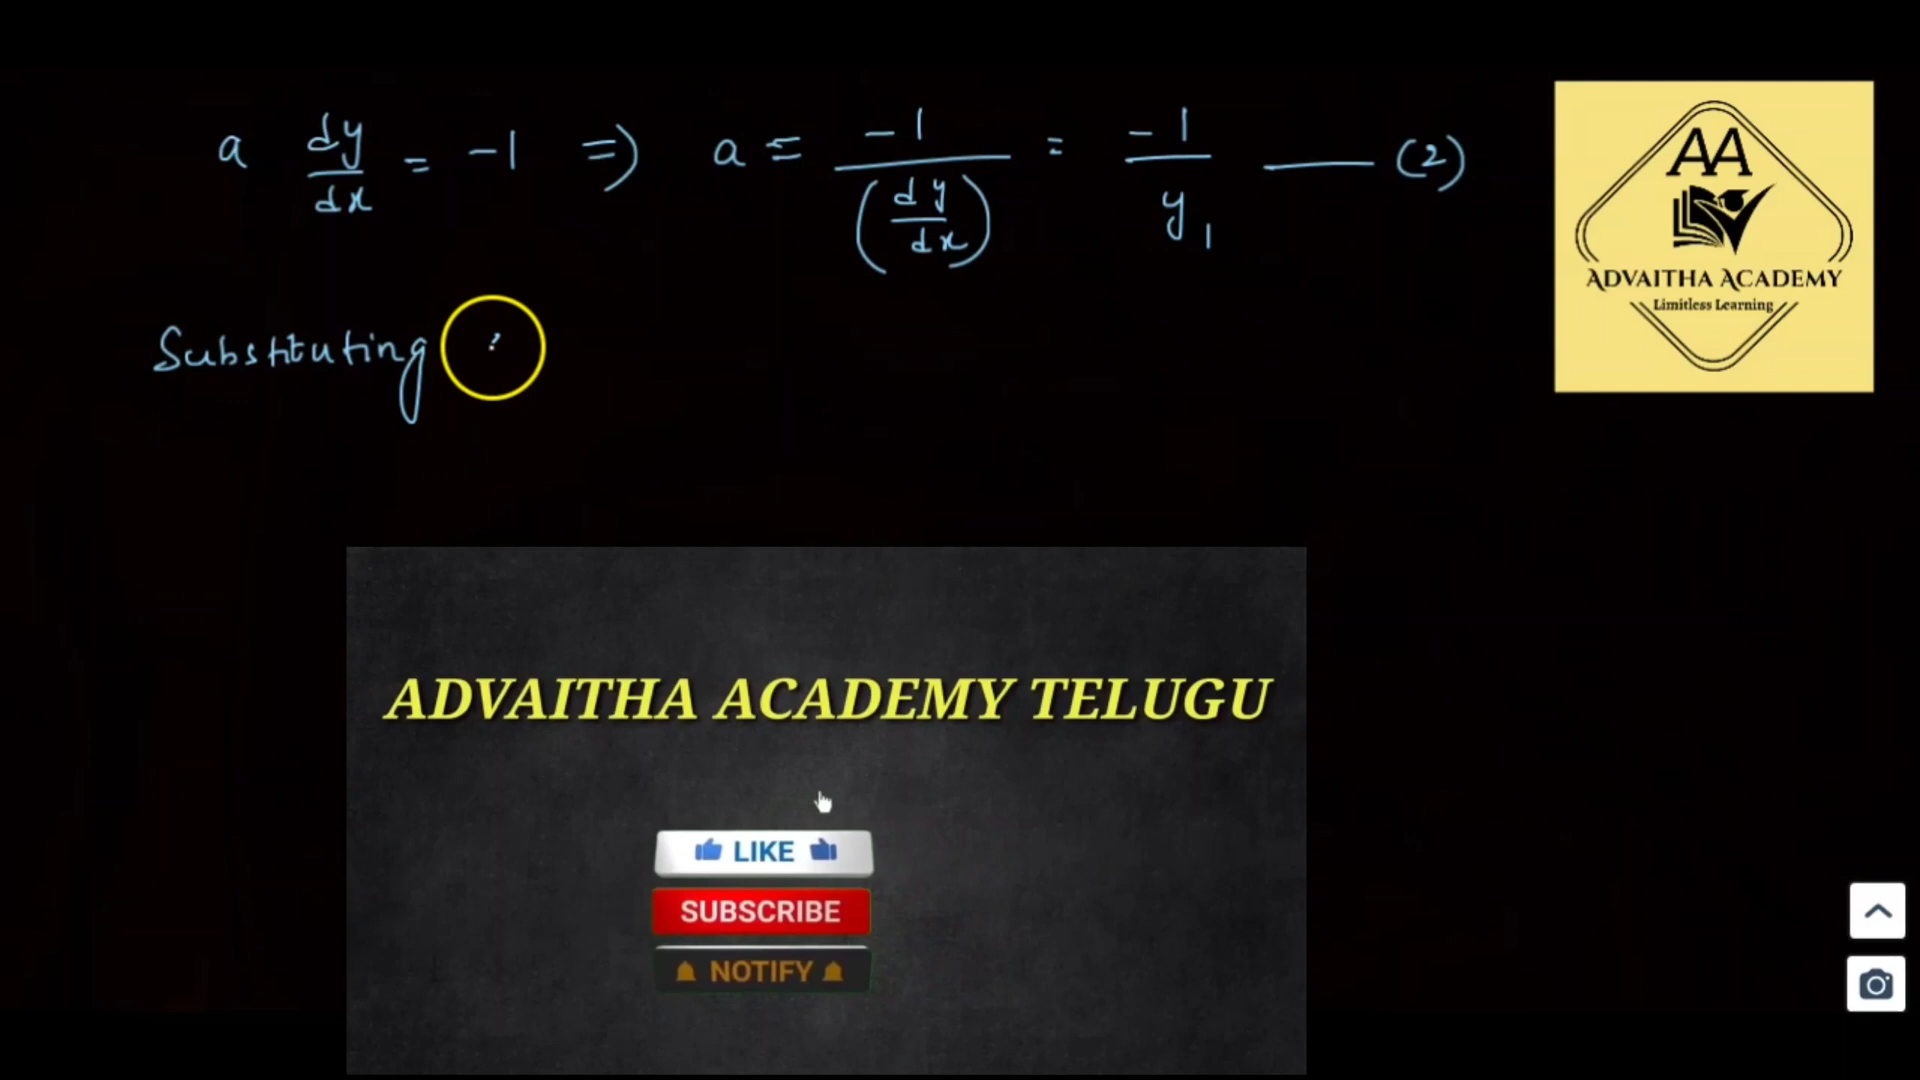 a dy/dx = -1 => a = -1/(dy/dx) = -1/y₁ —— (2)
Substituting
AA
ADVAITHA ACADEMY
Limitless Learning
ADVAITHA ACADEMY TELUGU
LIKE
SUBSCRIBE
NOTIFY